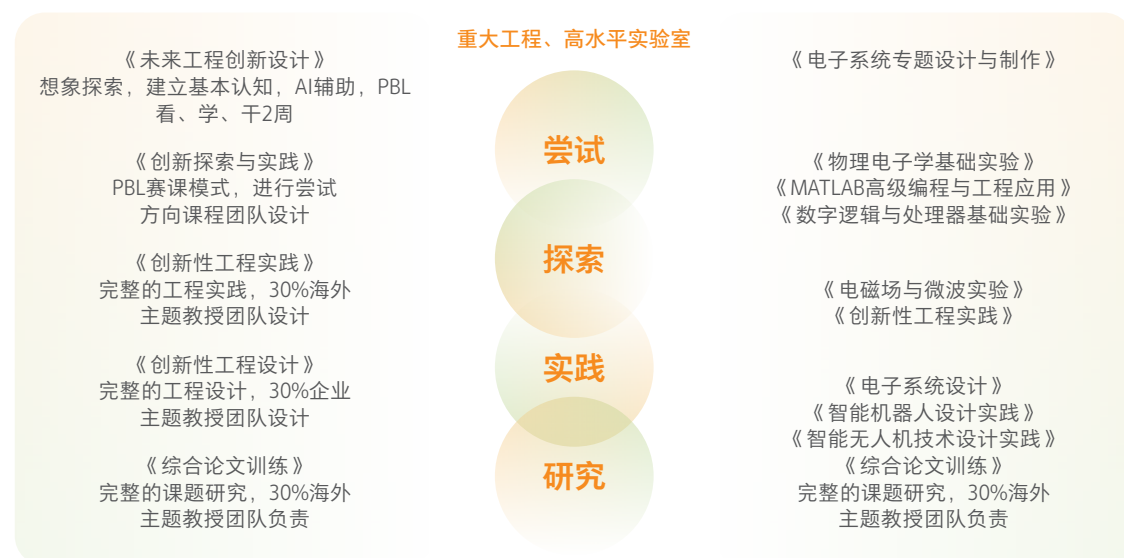 《未来工程创新设计》
想象探索，建立基本认知，AI辅助，PBL
看、学、干2周
《创新探索与实践》
PBL赛课模式，进行尝试
方向课程团队设计
《创新性工程实践》
完整的工程实践，30%海外
主题教授团队设计
《创新性工程设计》
完整的工程设计，30%企业
主题教授团队设计
《综合论文训练》
完整的课题研究，30%海外
主题教授团队负责
重大工程、高水平实验室
尝试
探索
实践
研究
《电子系统专题设计与制作》
《物理电子学基础实验》
《MATLAB高级编程与工程应用》
《数字逻辑与处理器基础实验》
《电磁场与微波实验》
《创新性工程实践》
《电子系统设计》
《智能机器人设计实践》
《智能无人机技术设计实践》
《综合论文训练》
完整的课题研究，30%海外
主题教授团队负责